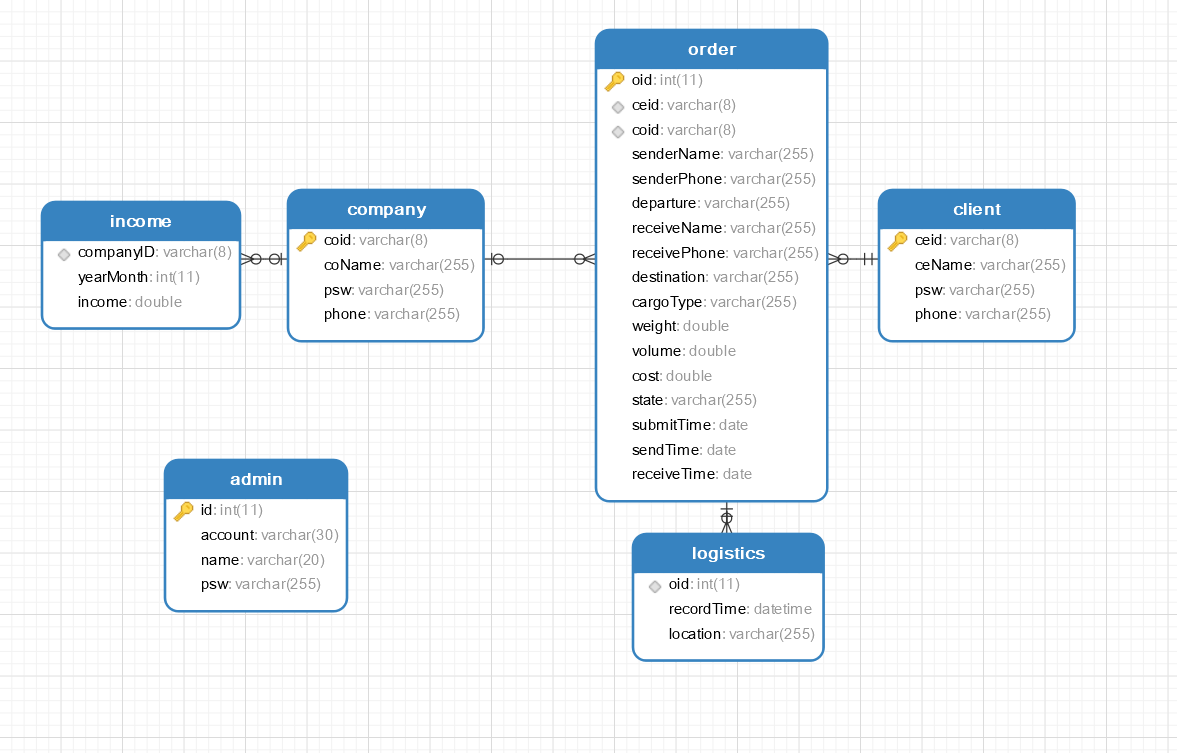 order
oid: int(11)
ceid: varchar(8)
coid: varchar(8)
senderName: varchar(255)
senderPhone: varchar(255)
departure: varchar(255)
receiveName: varchar(255)
receivePhone: varchar(255)
destination: varchar(255)
cargoType: varchar(255)
weight: double
volume: double
cost: double
state: varchar(255)
submitTime: date
sendTime: date
receiveTime: date
income
companyID: varchar(8)
yearMonth: int(11)
income: double
company
coid: varchar(8)
coName: varchar(255)
psw: varchar(255)
phone: varchar(255)
client
ceid: varchar(8)
ceName: varchar(255)
psw: varchar(255)
phone: varchar(255)
admin
id: int(11)
account: varchar(30)
name: varchar(20)
psw: varchar(255)
logistics
oid: int(11)
recordTime: datetime
location: varchar(255)